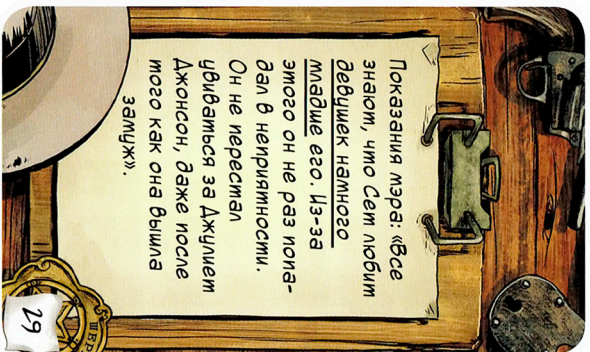 Показания мэра: «Все
знают, что Сет любит
девушек намного
младше его. Из-за
этого он не раз попа-
дал в неприятности.
Он не перестал
увиваться за Джулиет
Джонсон, даже после
того как она вышла
замуж».
ШЕР
29